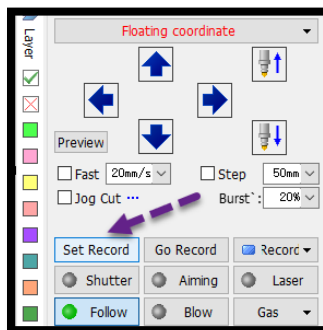 Layer
Floating coordinate
Preview
Fast 20mm/s Step 50mm
Jog Cut ··· Burst`: 20%
Set Record Go Record Record
Shutter Aiming Laser
Follow Blow Gas